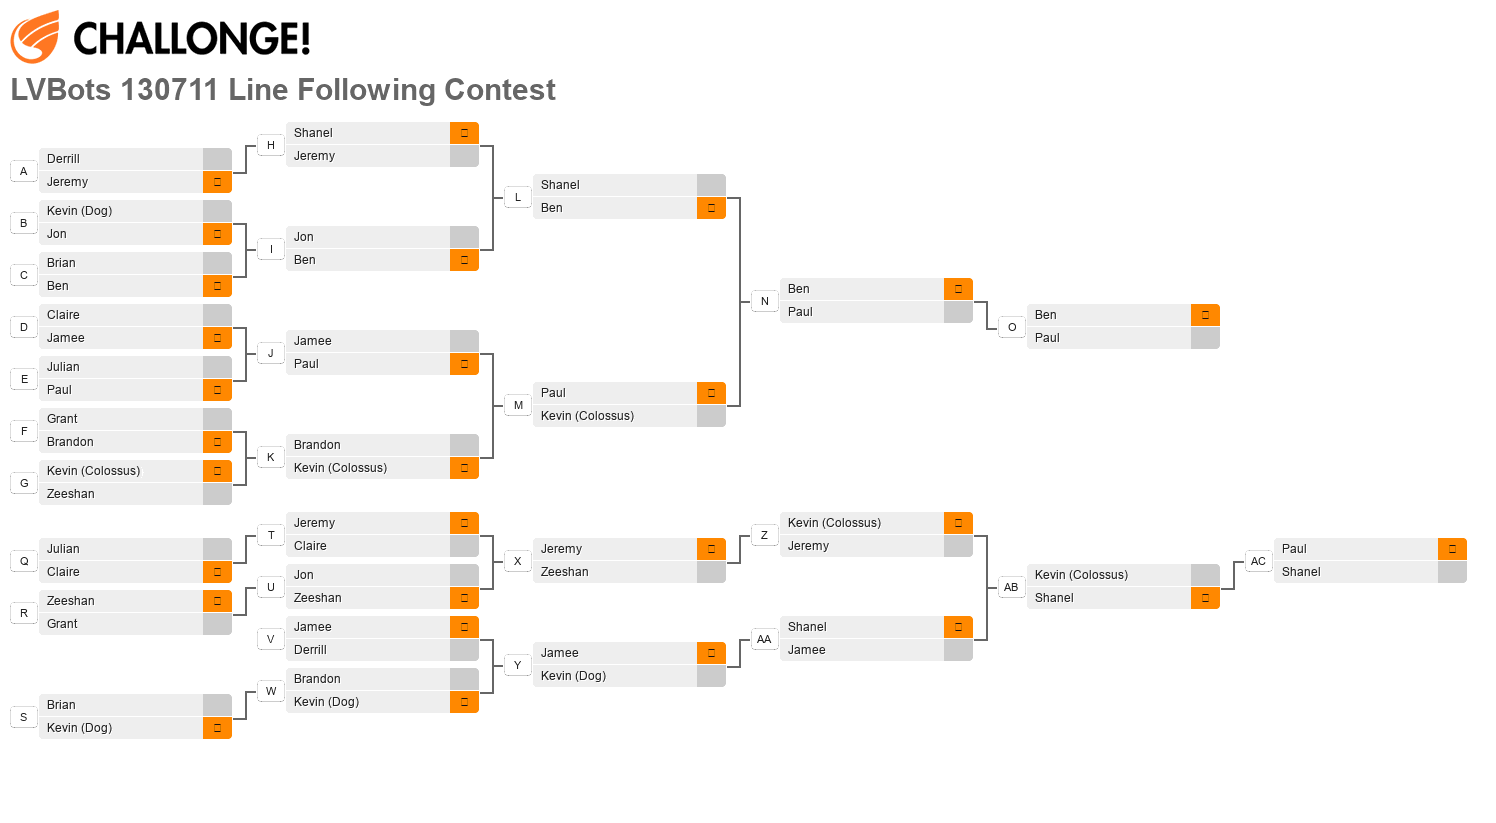 CHALLONGE!
LVBots 130711 Line Following Contest
A
Derrill
Jeremy
B
Kevin (Dog)
Jon
C
Brian
Ben
D
Claire
Jamee
E
Julian
Paul
F
Grant
Brandon
G
Kevin (Colossus)
Zeeshan
H
Shanel
Jeremy
I
Jon
Ben
J
Jamee
Paul
K
Brandon
Kevin (Colossus)
L
Shanel
Ben
M
Paul
Kevin (Colossus)
N
Ben
Paul
O
Ben
Paul
Q
Julian
Claire
R
Zeeshan
Grant
S
Brian
Kevin (Dog)
T
Jeremy
Claire
U
Jon
Zeeshan
V
Jamee
Derrill
W
Brandon
Kevin (Dog)
X
Jeremy
Zeeshan
Y
Jamee
Kevin (Dog)
Z
Kevin (Colossus)
Jeremy
AA
Shanel
Jamee
AB
Kevin (Colossus)
Shanel
AC
Paul
Shanel